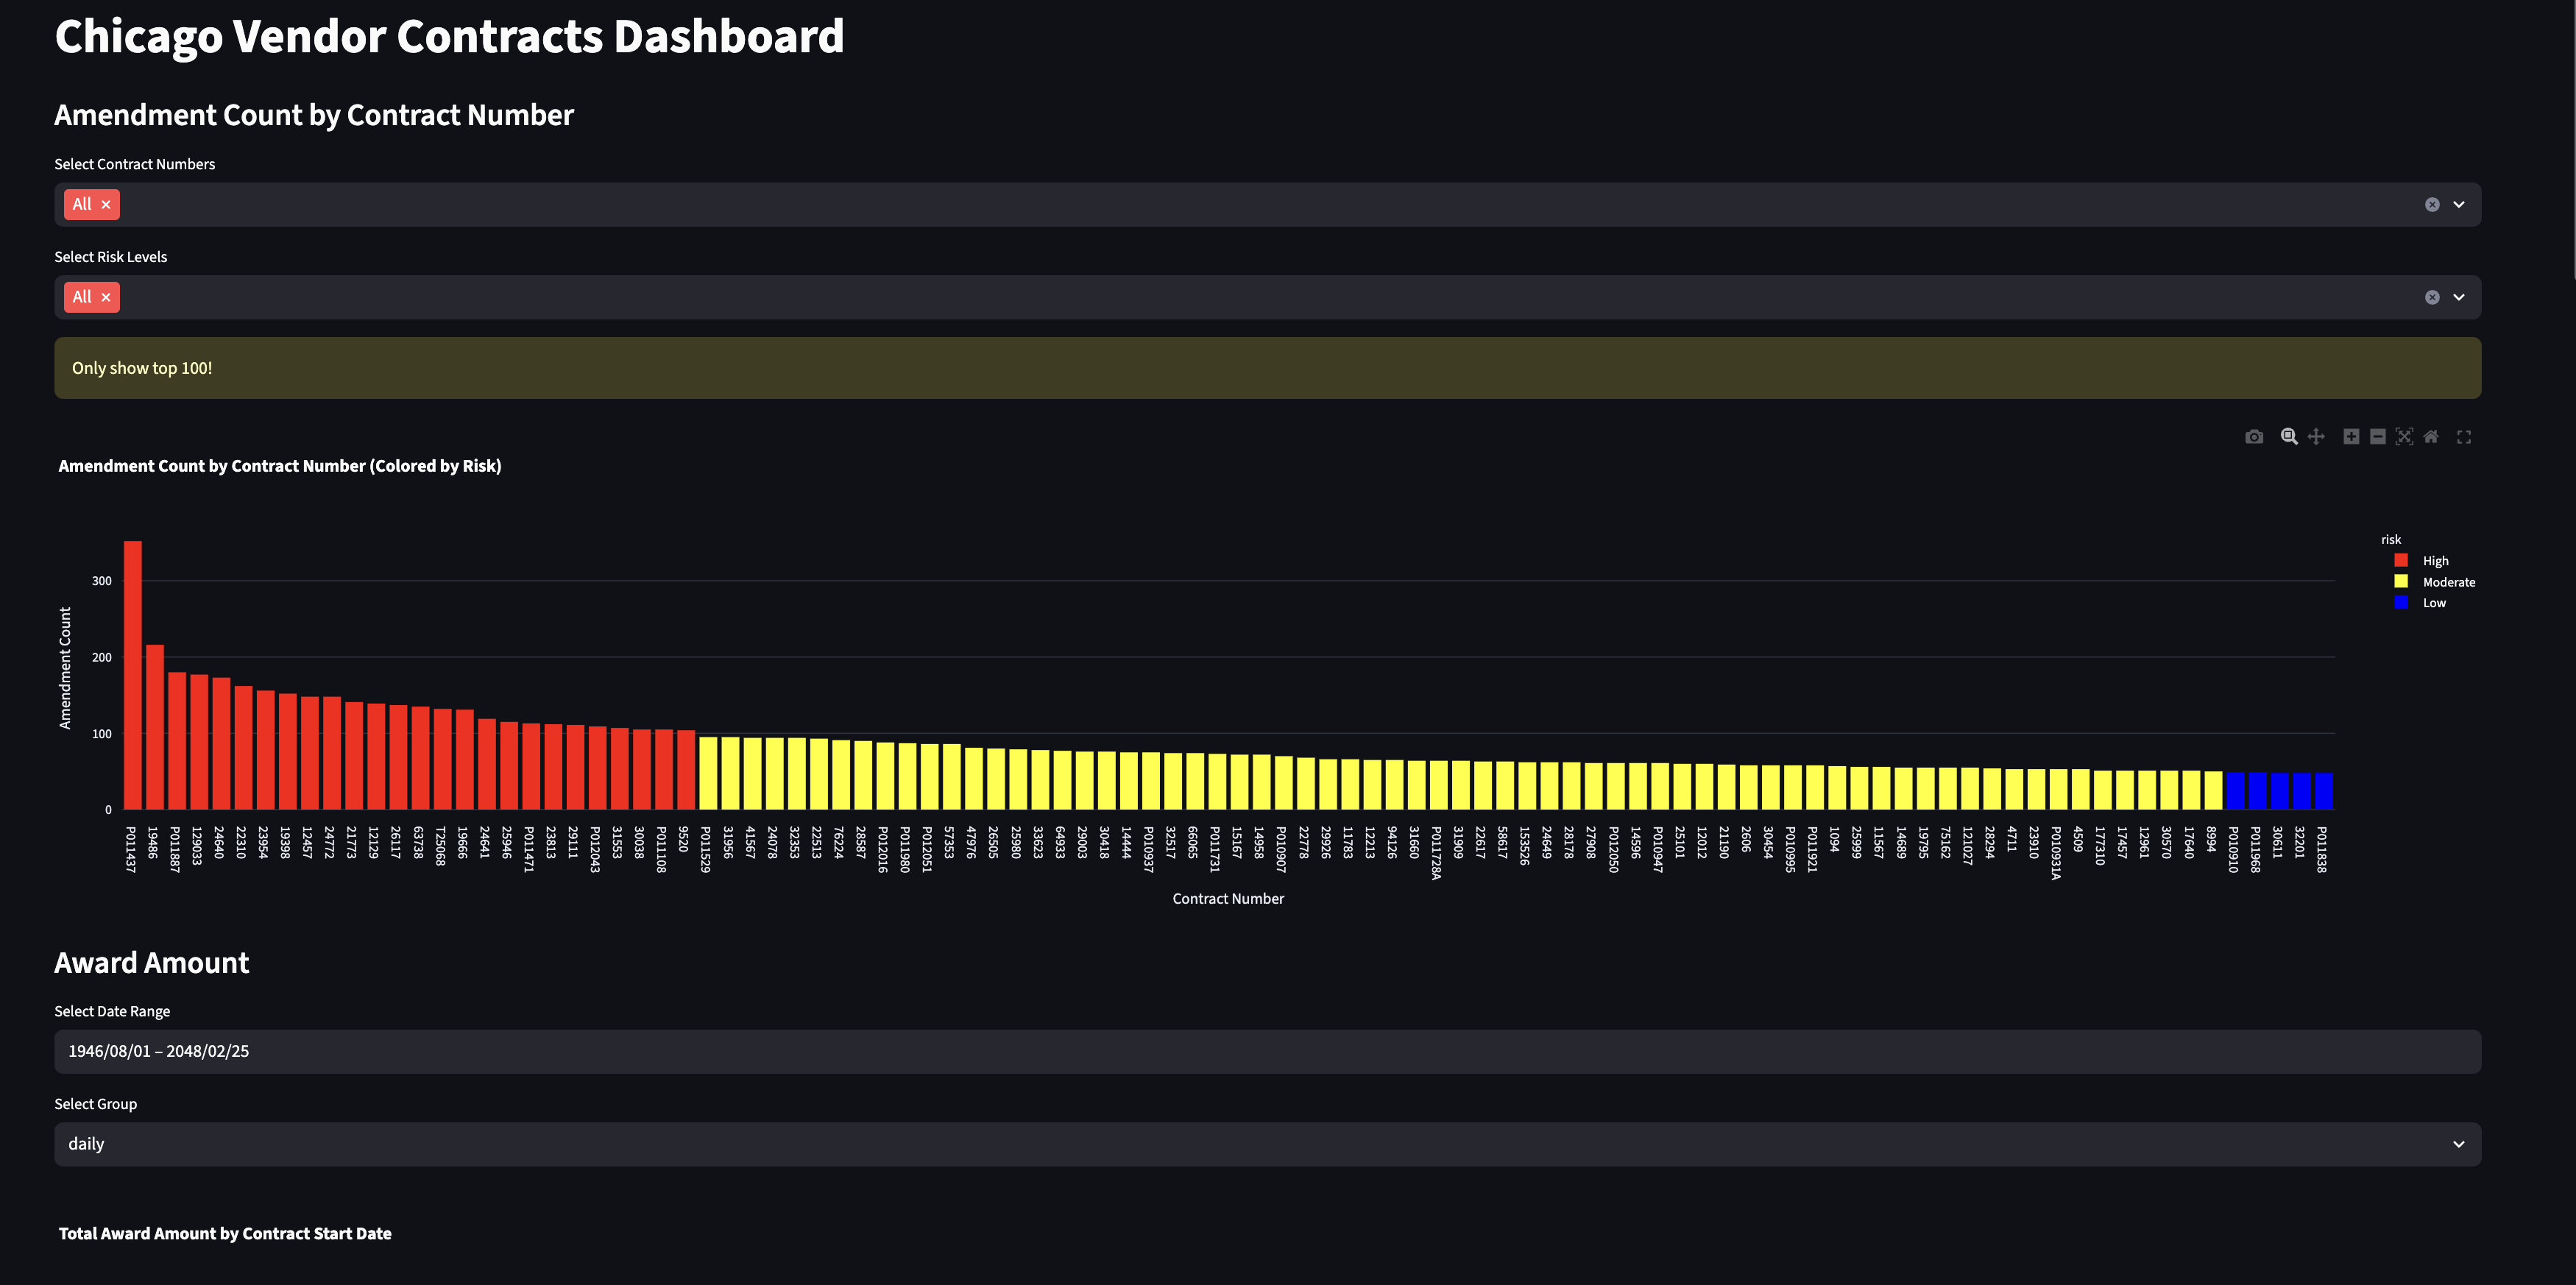 Chicago Vendor Contracts Dashboard
Amendment Count by Contract Number
Select Contract Numbers
All
Select Risk Levels
All
Only show top 100!
Amendment Count by Contract Number (Colored by Risk)
risk
High
Moderate
Low
Amendment Count
300
200
100
0
PO11437
19486
PO11887
129033
24640
22310
23954
19398
12457
24772
21773
12129
26117
63738
T25068
19666
24641
25946
PO11471
23813
29111
PO12043
31553
30038
PO11108
9520
PO11529
31956
41567
24078
32353
22513
76224
28587
PO12016
PO11980
PO12051
57353
47976
26505
25980
33623
64933
29003
30418
14444
PO10937
32517
66065
PO11731
15167
14958
PO10907
22778
29926
11783
12213
94126
31660
PO11728A
31909
22617
58617
153526
24649
28178
27908
PO12050
14596
PO10947
25101
12012
21190
2606
30454
PO10995
PO11921
1094
25999
11567
14689
19795
75162
121027
28294
4711
23910
PO10931A
4509
177310
17457
12961
30570
17640
8994
PO10910
PO11968
30611
32201
PO11838
Contract Number
Award Amount
Select Date Range
1946/08/01 – 2048/02/25
Select Group
daily
Total Award Amount by Contract Start Date